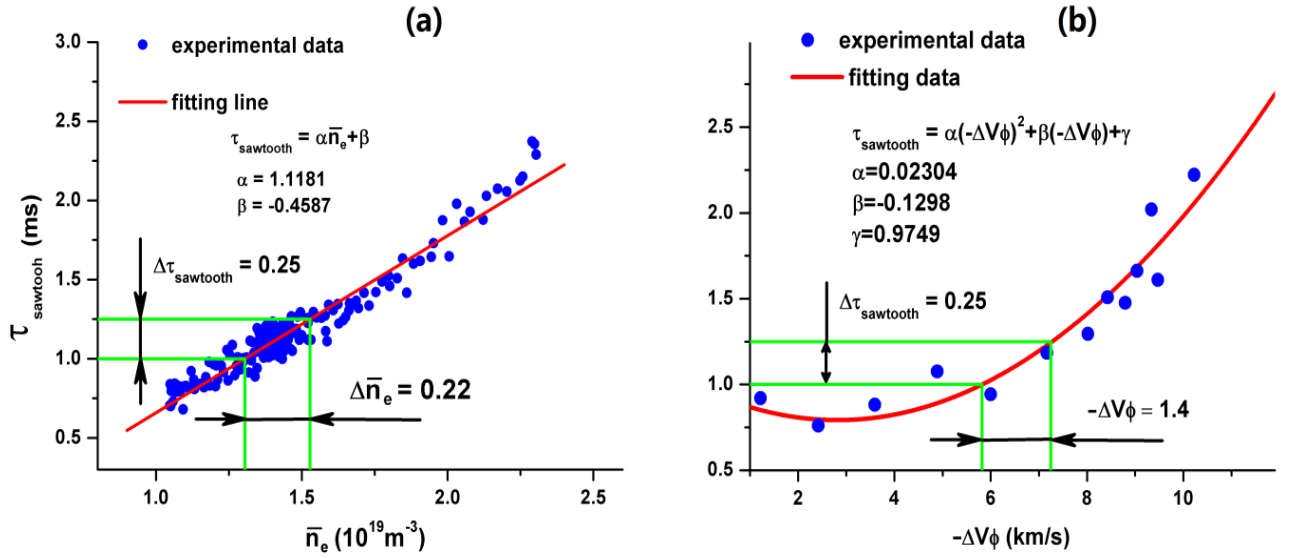 (a)
experimental data
fitting line
τsawtooth = αn̅e+β
α = 1.1181
β = -0.4587
Δτsawtooth = 0.25
Δn̅e = 0.22
3.0
2.5
2.0
1.5
1.0
0.5
1.0
1.5
2.0
2.5
τsawtooh (ms)
n̅e (10^19m^-3)
(b)
experimental data
fitting data
τsawtooth = α(-ΔVϕ)^2+β(-ΔVϕ)+γ
α=0.02304
β=-0.1298
γ=0.9749
Δτsawtooth = 0.25
-ΔVϕ = 1.4
2.5
2.0
1.5
1.0
0.5
2
4
6
8
10
-ΔVϕ (km/s)